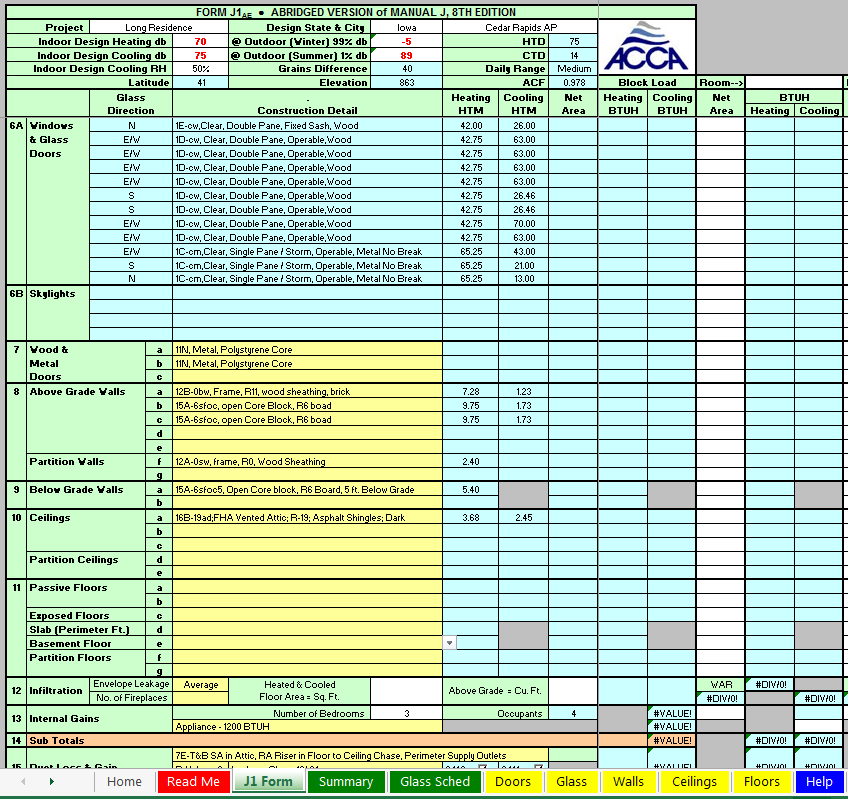 FORM J1AE • ABRIDGED VERSION of MANUAL J, 8TH EDITION
Project Long Residence Design State & City Iowa Cedar Rapids AP
Indoor Design Heating db 70 @ Outdoor (Winter) 99% db -5 HTD 75
Indoor Design Cooling db 75 @ Outdoor (Summer) 1% db 89 CTD 14
Indoor Design Cooling RH 50% Grains Difference 40 Daily Range Medium
ACCA
Latitude 41 Elevation 863 ACF 0.978 Block Load Room-->
Glass . Heating Cooling Net Heating Cooling Net BTUH
Direction Construction Detail HTM HTM Area BTUH BTUH Area Heating Cooling
6A Windows N 1E-cw,Clear, Double Pane, Fixed Sash, Wood 42.00 26.00
& Glass E/W 1D-cw, Clear, Double Pane, Operable,Wood 42.75 63.00
Doors E/W 1D-cw, Clear, Double Pane, Operable,Wood 42.75 63.00
E/W 1D-cw, Clear, Double Pane, Operable,Wood 42.75 63.00
E/W 1D-cw, Clear, Double Pane, Operable,Wood 42.75 63.00
S 1D-cw, Clear, Double Pane, Operable,Wood 42.75 26.46
S 1D-cw, Clear, Double Pane, Operable,Wood 42.75 26.46
E/W 1D-cw, Clear, Double Pane, Operable,Wood 42.75 70.00
E/W 1D-cw, Clear, Double Pane, Operable,Wood 42.75 63.00
E/W 1C-cm,Clear, Single Pane / Storm, Operable, Metal No Break 65.25 43.00
S 1C-cm,Clear, Single Pane / Storm, Operable, Metal No Break 65.25 21.00
N 1C-cm,Clear, Single Pane / Storm, Operable, Metal No Break 65.25 13.00
6B Skylights
7 Wood & a 11N, Metal, Polystyrene Core
Metal b 11N, Metal, Polystyrene Core
Doors c
8 Above Grade Walls a 12B-0bw, Frame, R11, wood sheathing, brick 7.28 1.23
b 15A-6sfoc, open Core Block, R6 boad 9.75 1.73
c 15A-6sfoc, open Core Block, R6 boad 9.75 1.73
d
e
Partition Walls f 12A-0sw, frame, R0, Wood Sheathing 2.40
g
9 Below Grade Walls a 15A-6sfoc5, Open Core block, R6 Board, 5 ft. Below Grade 5.40
b
10 Ceilings a 16B-19ad;FHA Vented Attic; R-19; Asphalt Shingles; Dark 3.68 2.45
b
c
Partition Ceilings d
e
11 Passive Floors a
b
Exposed Floors c
Slab (Perimeter Ft.) d
Basement Floor e
Partition Floors f
g
12 Infiltration Envelope Leakage Average Heated & Cooled Above Grade = Cu. Ft. WAR #DIV/0!
No. of Fireplaces Floor Area = Sq. Ft. #DIV/0! #DIV/0!
13 Internal Gains Number of Bedrooms 3 Occupants 4 #VALUE!
Appliance - 1200 BTUH #VALUE!
14 Sub Totals #VALUE! #DIV/0! #DIV/0!
7E-T&B SA in Attic, RA Riser in Floor to Ceiling Chase, Perimeter Supply Outlets
15 Duct Loss & Gain #VALUE! #DIV/0! #DIV/0!
Home Read Me J1 Form Summary Glass Sched Doors Glass Walls Ceilings Floors Help